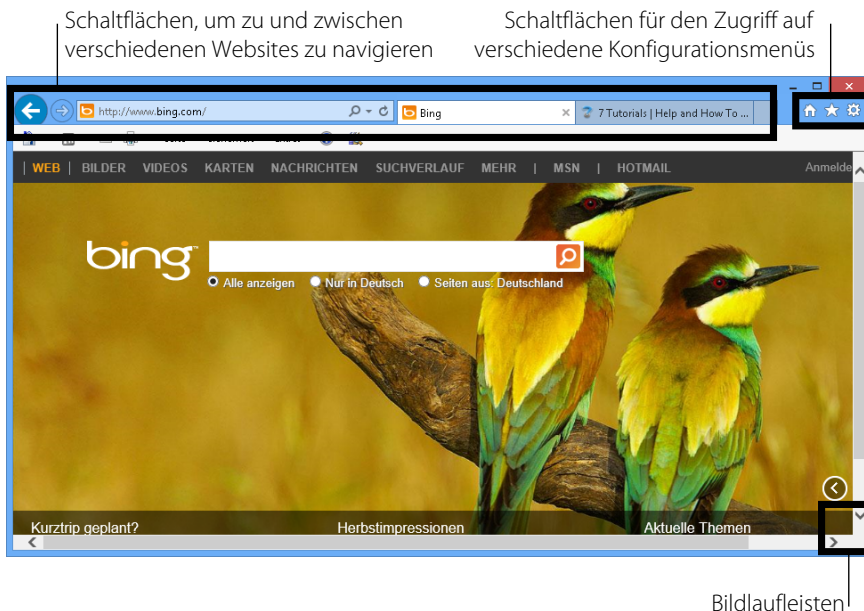 Schaltflächen, um zu und zwischen
verschiedenen Websites zu navigieren
Schaltflächen für den Zugriff auf
verschiedene Konfigurationsmenüs
http://www.bing.com/
Bing
7 Tutorials | Help and How To ...
| WEB | BILDER VIDEOS KARTEN NACHRICHTEN SUCHVERLAUF MEHR | MSN | HOTMAIL Anmelde
bing™
Alle anzeigen Nur in Deutsch Seiten aus: Deutschland
Kurztrip geplant? Herbstimpressionen Aktuelle Themen
Bildlaufleisten